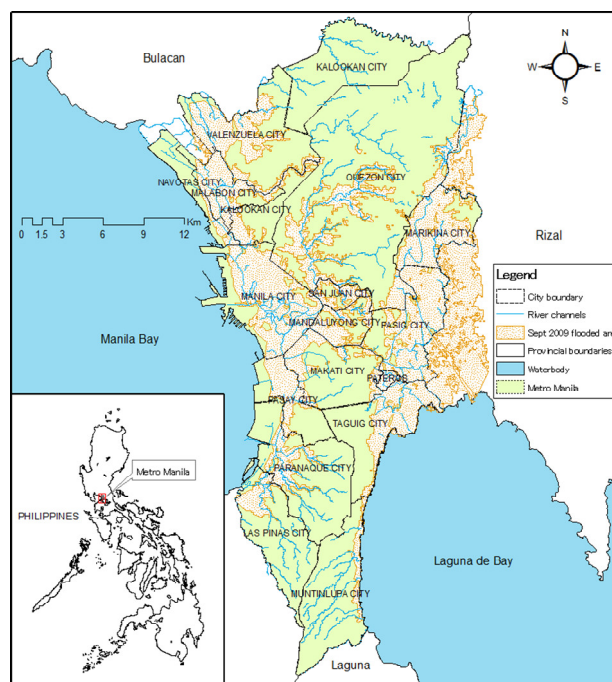 Bulacan
N
W
E
S
KALOOKAN CITY
VALENZUELA CITY
NAVOTAS CITY
MALABON CITY
KALOOKAN CITY
QUEZON CITY
MARIKINA CITY
Rizal
Km
0 1.5 3 6 9 12
Legend
City boundary
River channels
Sept 2009 flooded are
Provincial boundaries
Waterbody
Metro Manila
SAN JUAN CITY
MANILA CITY
MANDALUYONG CITY
PASIG CITY
Manila Bay
MAKATI CITY
PATEROS
PASAY CITY
TAGUIG CITY
PARANAQUE CITY
LAS PINAS CITY
MUNTINLUPA CITY
Laguna de Bay
Laguna
Metro Manila
PHILIPPINES